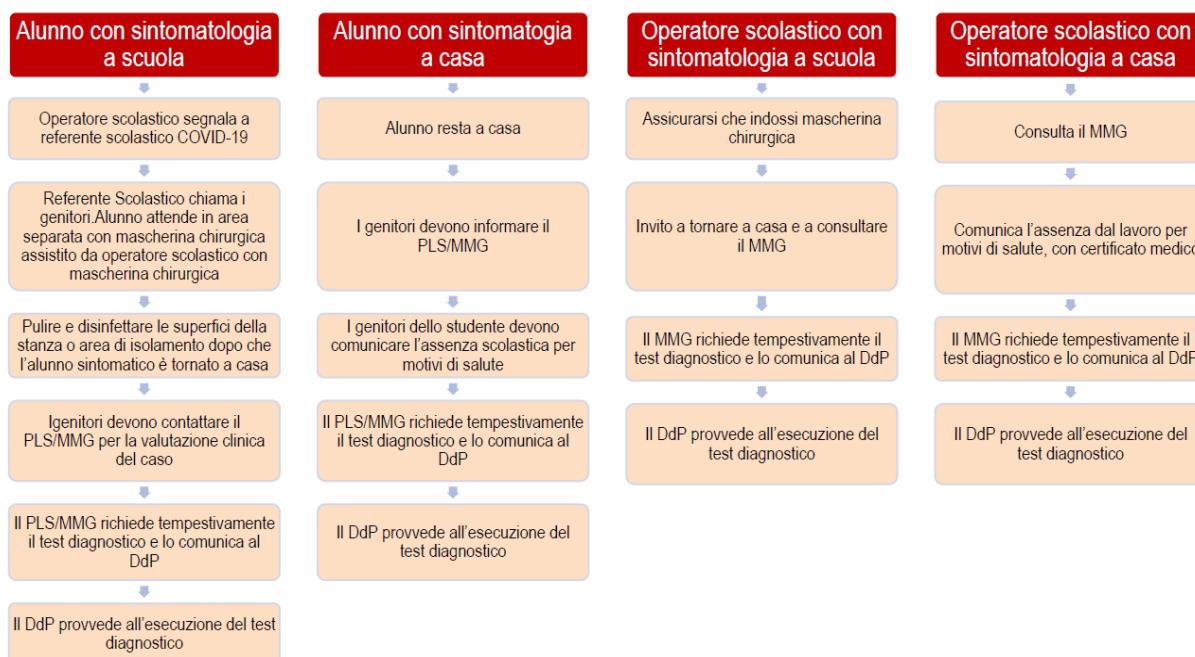 Alunno con sintomatologia
a scuola
Operatore scolastico segnala a
referente scolastico COVID-19
Referente Scolastico chiama i
genitori.Alunno attende in area
separata con mascherina chirurgica
assistito da operatore scolastico con
mascherina chirurgica
Pulire e disinfettare le superfici della
stanza o area di isolamento dopo che
l'alunno sintomatico è tornato a casa
Igenitori devono contattare il
PLS/MMG per la valutazione clinica
del caso
Il PLS/MMG richiede tempestivamente
il test diagnostico e lo comunica al
DdP
Il DdP provvede all'esecuzione del test
diagnostico
Alunno con sintomatogia
a casa
Alunno resta a casa
I genitori devono informare il
PLS/MMG
I genitori dello studente devono
comunicare l'assenza scolastica per
motivi di salute
Il PLS/MMG richiede tempestivamente
il test diagnostico e lo comunica al
DdP
Il DdP provvede all'esecuzione del
test diagnostico
Operatore scolastico con
sintomatologia a scuola
Assicurarsi che indossi mascherina
chirurgica
Invito a tornare a casa e a consultare
il MMG
Il MMG richiede tempestivamente il
test diagnostico e lo comunica al DdP
Il DdP provvede all'esecuzione del
test diagnostico
Operatore scolastico con
sintomatologia a casa
Consulta il MMG
Comunica l'assenza dal lavoro per
motivi di salute, con certificato medico
Il MMG richiede tempestivamente il
test diagnostico e lo comunica al DdP
Il DdP provvede all'esecuzione del
test diagnostico